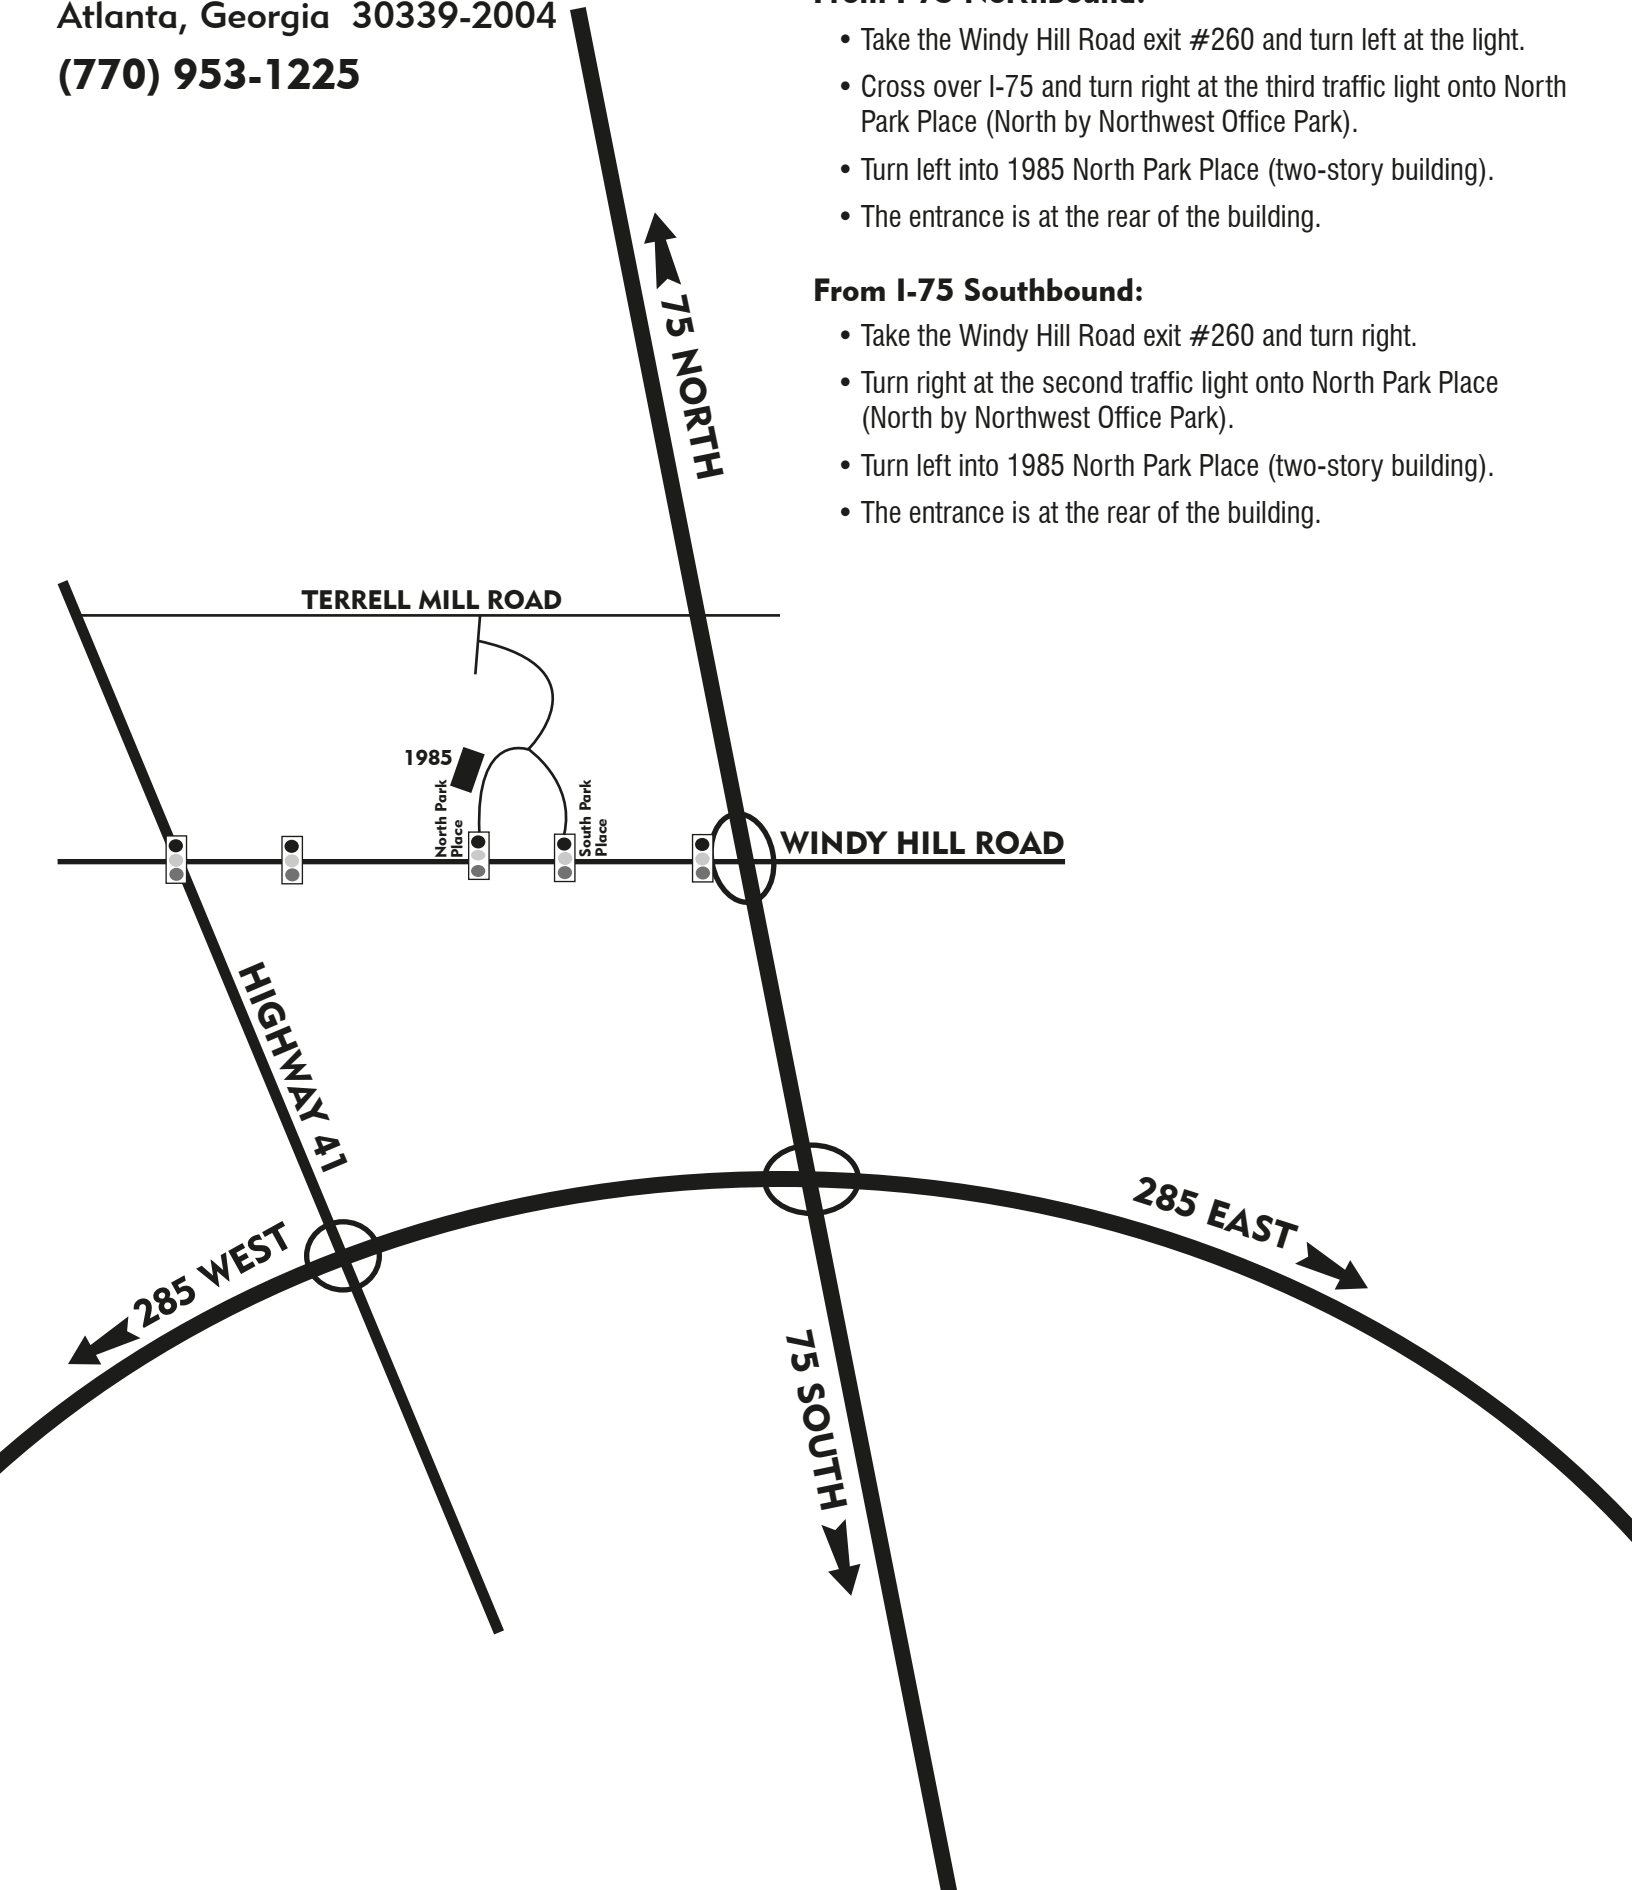 Atlanta, Georgia 30339-2004
(770) 953-1225
From I-75 Northbound:
• Take the Windy Hill Road exit #260 and turn left at the light.
• Cross over I-75 and turn right at the third traffic light onto North
Park Place (North by Northwest Office Park).
• Turn left into 1985 North Park Place (two-story building).
• The entrance is at the rear of the building.
From I-75 Southbound:
• Take the Windy Hill Road exit #260 and turn right.
• Turn right at the second traffic light onto North Park Place
(North by Northwest Office Park).
• Turn left into 1985 North Park Place (two-story building).
• The entrance is at the rear of the building.
75 NORTH
TERRELL MILL ROAD
1985
North Park
Place
South Park
Place
WINDY HILL ROAD
HIGHWAY 41
285 WEST
285 EAST
75 SOUTH